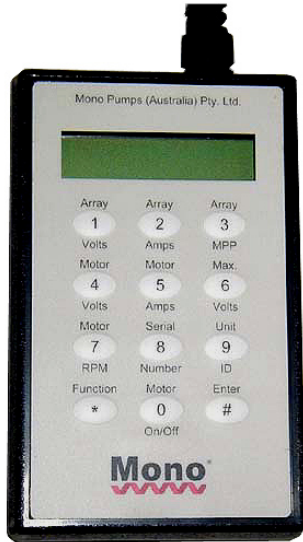 Mono Pumps (Australia) Pty. Ltd.
Array Array Array
1 2 3
Volts Amps MPP
Motor Motor Max.
4 5 6
Volts Amps Volts
Motor Serial Unit
7 8 9
RPM Number ID
Function Motor Enter
* 0 #
On/Off
Mono